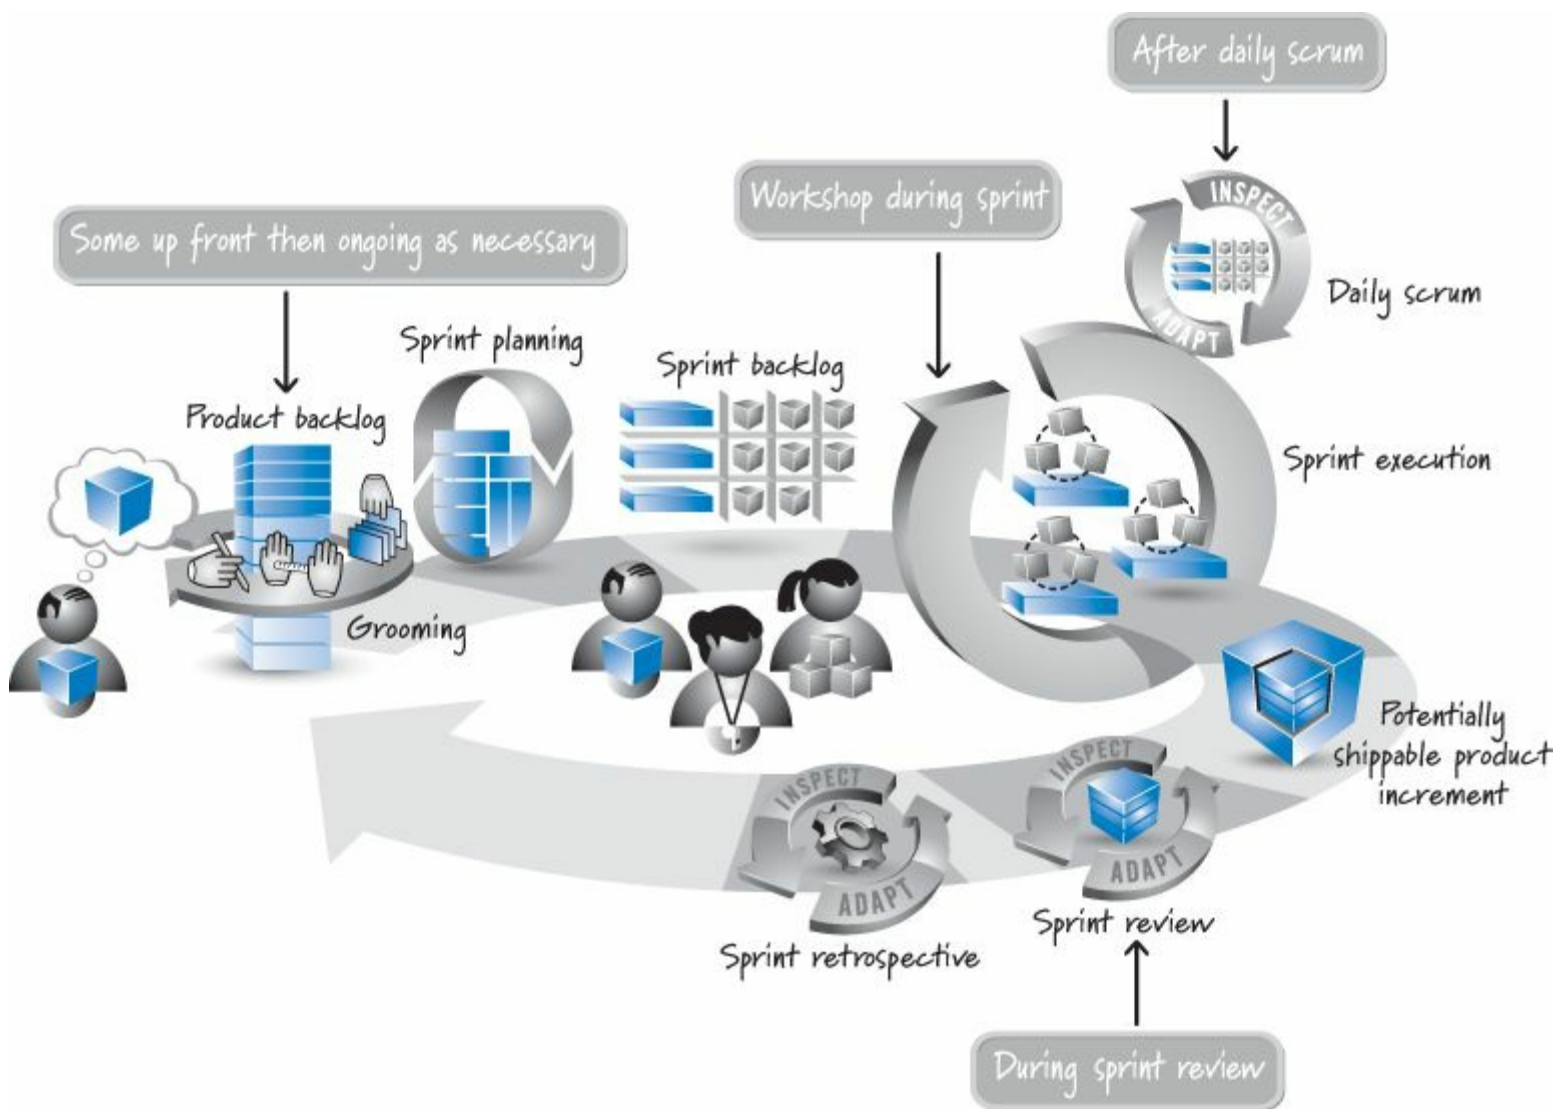 After daily scrum
Workshop during sprint
INSPECT
Some up front then ongoing as necessary
Daily scrum
ADAPT
Sprint planning
Sprint backlog
Product backlog
Sprint execution
Grooming
Potentially
shippable product
increment
INSPECT
ADAPT
Sprint review
INSPECT
ADAPT
Sprint retrospective
During sprint review